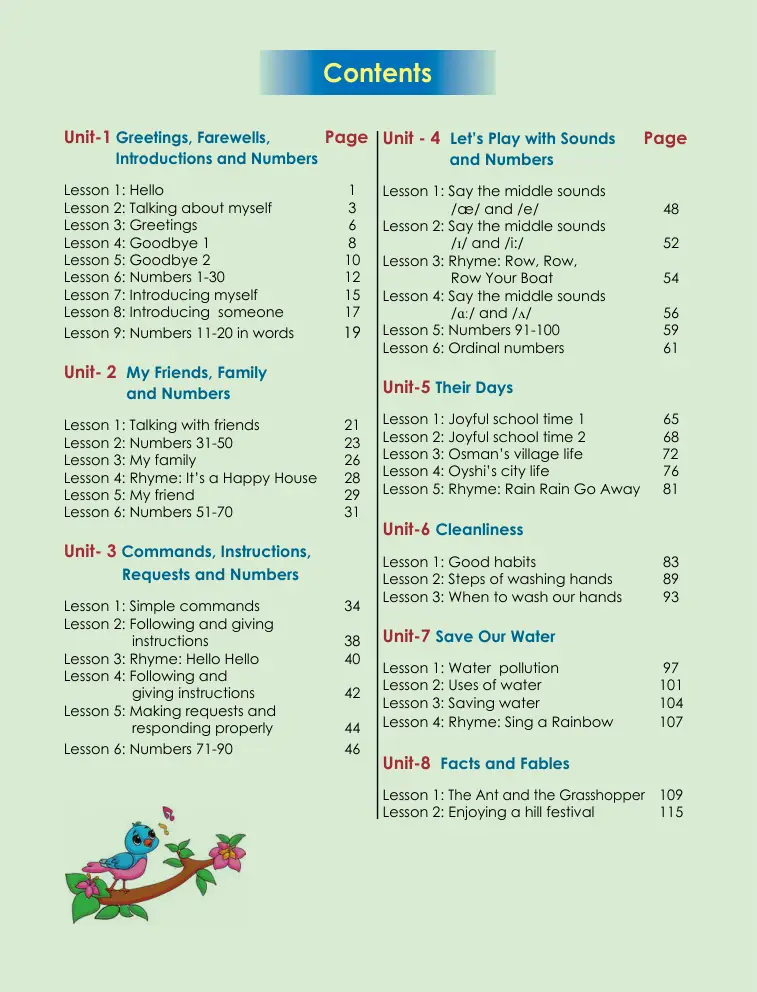 Contents
Unit-1 Greetings, Farewells, Page
Introductions and Numbers
Lesson 1: Hello 1
Lesson 2: Talking about myself 3
Lesson 3: Greetings 6
Lesson 4: Goodbye 1 8
Lesson 5: Goodbye 2 10
Lesson 6: Numbers 1-30 12
Lesson 7: Introducing myself 15
Lesson 8: Introducing someone 17
Lesson 9: Numbers 11-20 in words 19
Unit- 2 My Friends, Family
and Numbers
Lesson 1: Talking with friends 21
Lesson 2: Numbers 31-50 23
Lesson 3: My family 26
Lesson 4: Rhyme: It's a Happy House 28
Lesson 5: My friend 29
Lesson 6: Numbers 51-70 31
Unit- 3 Commands, Instructions,
Requests and Numbers
Lesson 1: Simple commands 34
Lesson 2: Following and giving
instructions 38
Lesson 3: Rhyme: Hello Hello 40
Lesson 4: Following and
giving instructions 42
Lesson 5: Making requests and
responding properly 44
Lesson 6: Numbers 71-90 46
Unit - 4 Let's Play with Sounds Page
and Numbers
Lesson 1: Say the middle sounds
/æ/ and /e/ 48
Lesson 2: Say the middle sounds
/ɪ/ and /i:/ 52
Lesson 3: Rhyme: Row, Row,
Row Your Boat 54
Lesson 4: Say the middle sounds
/ɑ:/ and /ʌ/ 56
Lesson 5: Numbers 91-100 59
Lesson 6: Ordinal numbers 61
Unit-5 Their Days
Lesson 1: Joyful school time 1 65
Lesson 2: Joyful school time 2 68
Lesson 3: Osman's village life 72
Lesson 4: Oyshi's city life 76
Lesson 5: Rhyme: Rain Rain Go Away 81
Unit-6 Cleanliness
Lesson 1: Good habits 83
Lesson 2: Steps of washing hands 89
Lesson 3: When to wash our hands 93
Unit-7 Save Our Water
Lesson 1: Water pollution 97
Lesson 2: Uses of water 101
Lesson 3: Saving water 104
Lesson 4: Rhyme: Sing a Rainbow 107
Unit-8 Facts and Fables
Lesson 1: The Ant and the Grasshopper 109
Lesson 2: Enjoying a hill festival 115